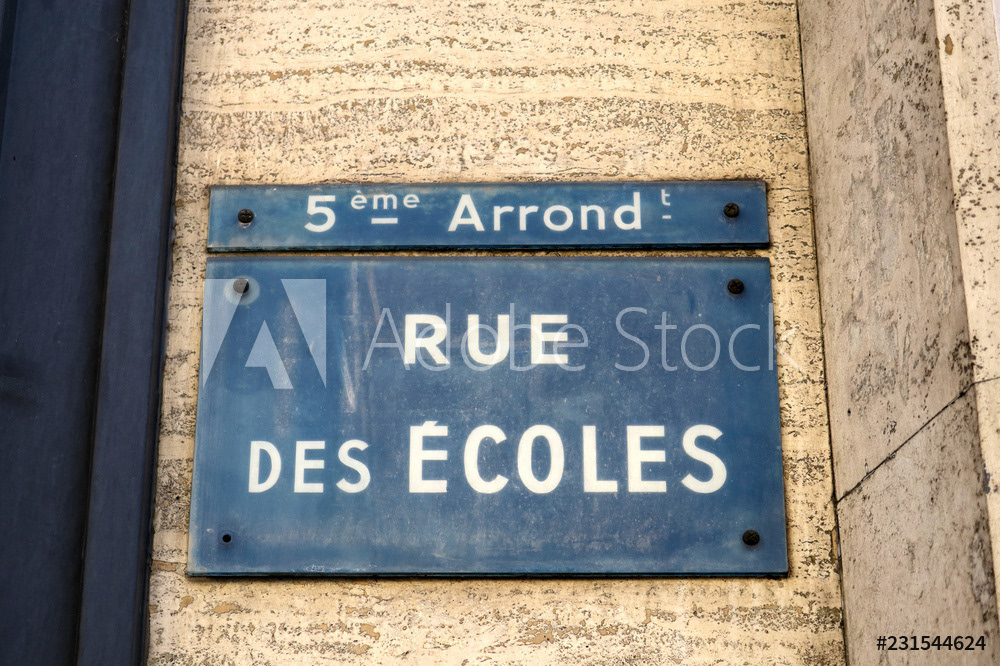 5ème Arrondt
RUE
DES ÉCOLES
Adobe Stock
#231544624